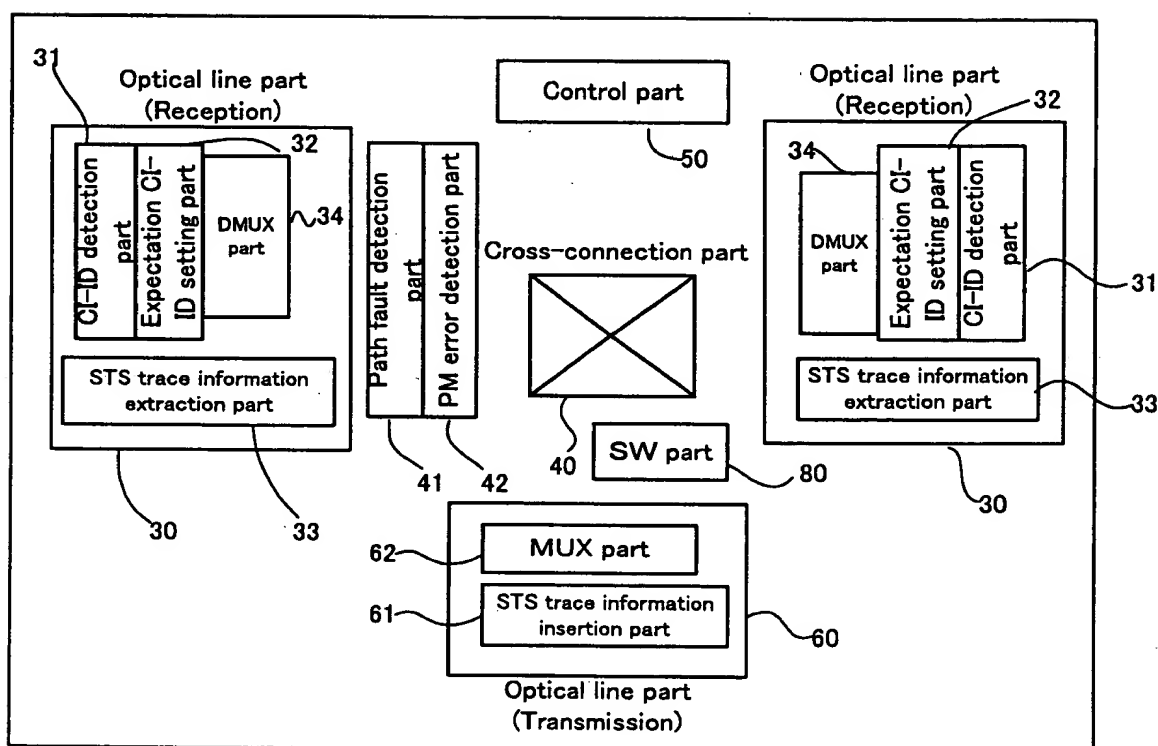 31
Optical line part
(Reception)
CI-ID detection
part
Expectation CI-
ID setting part
32
DMUX
part
34
STS trace information
extraction part
30
33
Path fault detection
part
PM error detection part
41
42
Control part
50
Cross-connection part
40
SW part
80
Optical line part
(Reception)
32
34
DMUX
part
Expectation CI-
ID setting part
CI-ID detection
part
31
STS trace information
extraction part
33
30
62
MUX part
61
STS trace information
insertion part
60
Optical line part
(Transmission)